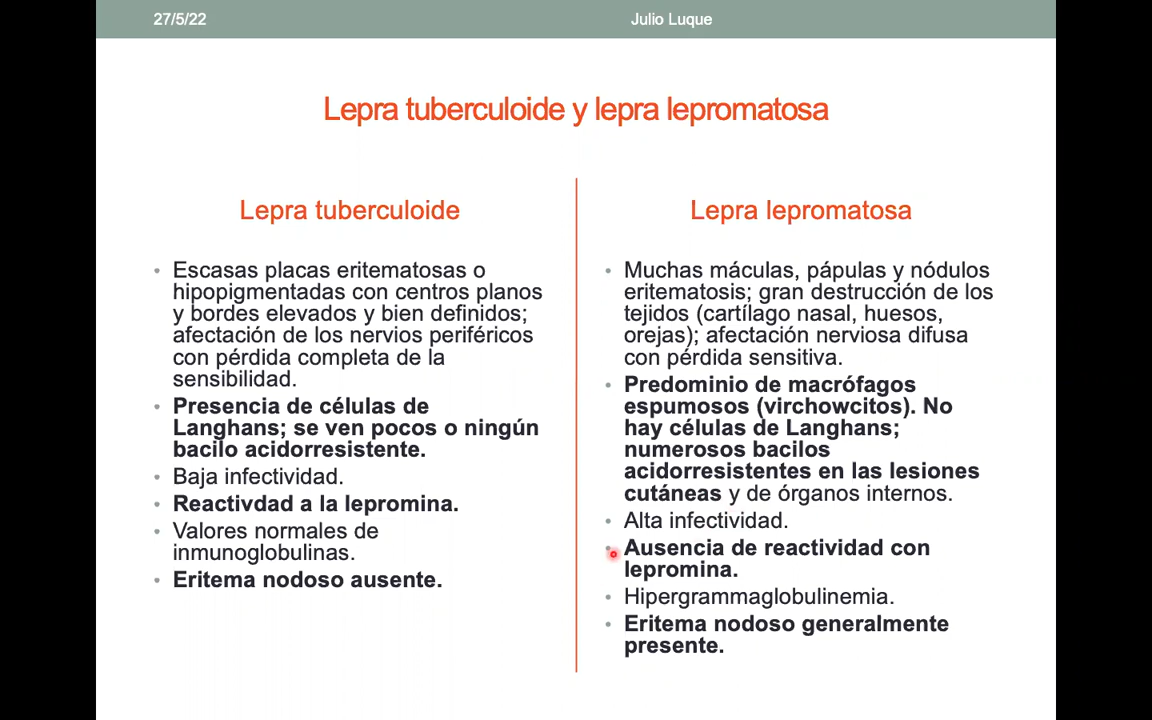 27/5/22
Julio Luque
Lepra tuberculoide y lepra lepromatosa
Lepra tuberculoide
• Escasas placas eritematosas o
hipopigmentadas con centros planos
y bordes elevados y bien definidos;
afectación de los nervios periféricos
con pérdida completa de la
sensibilidad.
• Presencia de células de
Langhans; se ven pocos o ningún
bacilo acidorresistente.
• Baja infectividad.
• Reactivdad a la lepromina.
• Valores normales de
inmunoglobulinas.
• Eritema nodoso ausente.
Lepra lepromatosa
• Muchas máculas, pápulas y nódulos
eritematosis; gran destrucción de los
tejidos (cartílago nasal, huesos,
orejas); afectación nerviosa difusa
con pérdida sensitiva.
• Predominio de macrófagos
espumosos (virchowcitos). No
hay células de Langhans;
numerosos bacilos
acidorresistentes en las lesiones
cutáneas y de órganos internos.
• Alta infectividad.
• Ausencia de reactividad con
lepromina.
• Hipergrammaglobulinemia.
• Eritema nodoso generalmente
presente.